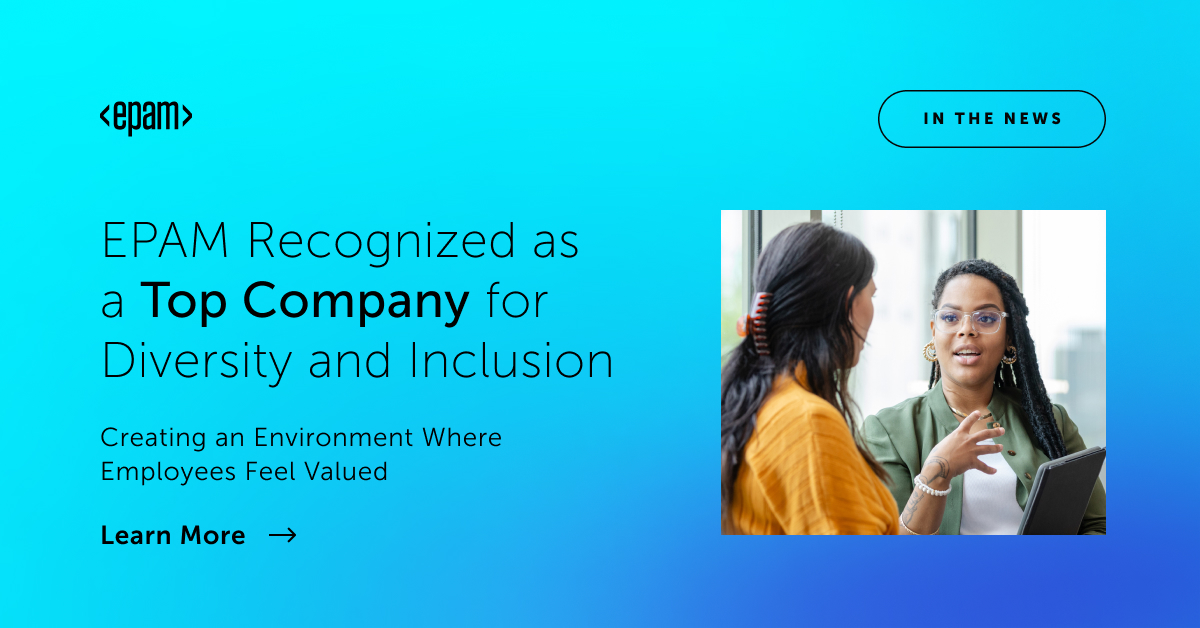 <epam>
IN THE NEWS
EPAM Recognized as
a Top Company for
Diversity and Inclusion
Creating an Environment Where
Employees Feel Valued
Learn More →